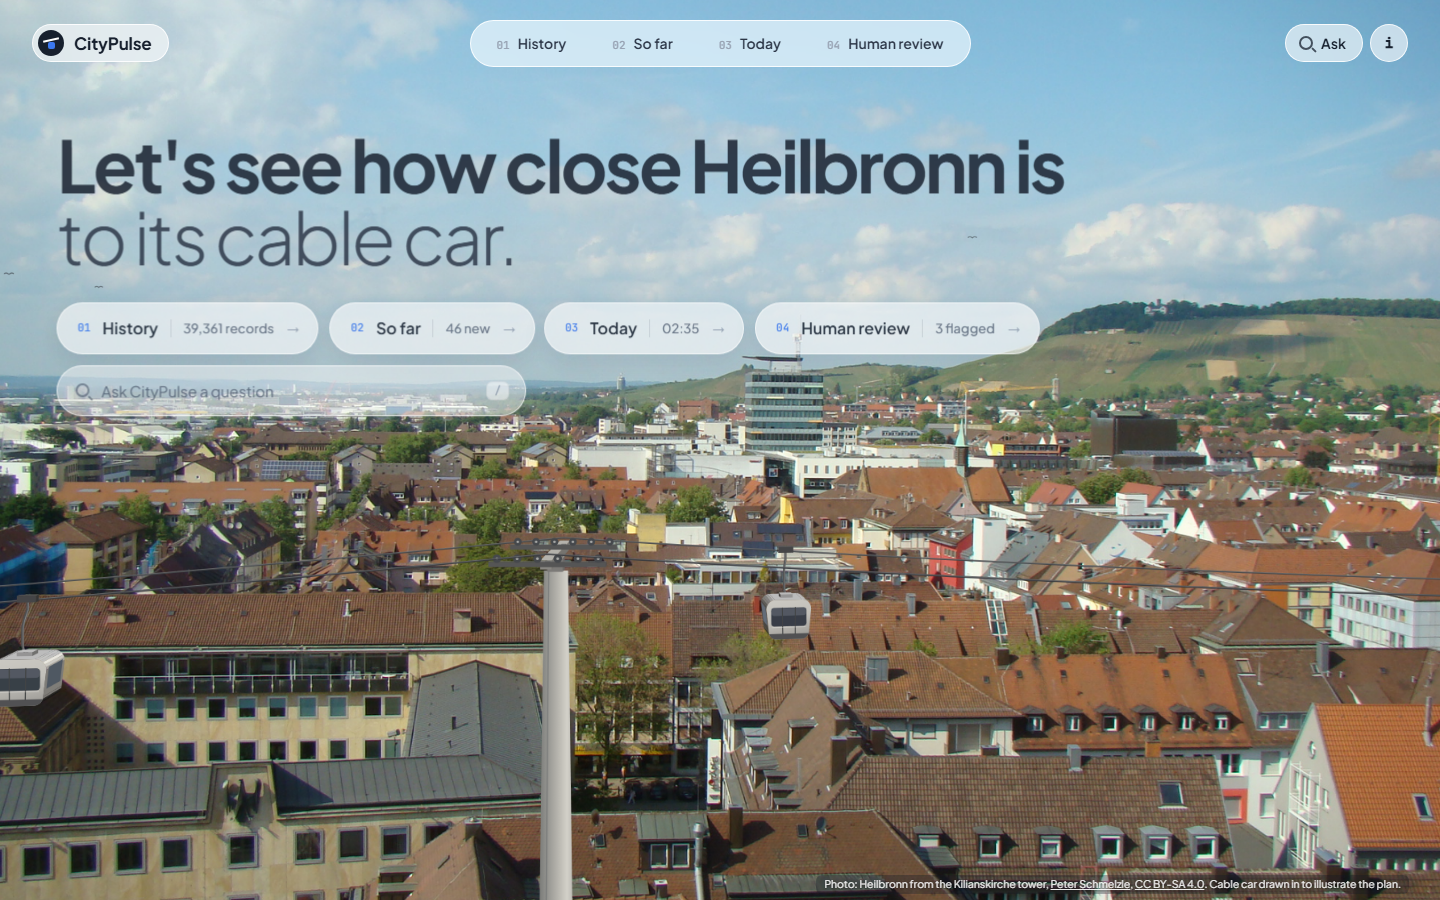 CityPulse
01 History
02 So far
03 Today
04 Human review
Ask
i
Let's see how close Heilbronn is
to its cable car.
01 History 39,361 records →
02 So far 46 new →
03 Today 02:35 →
04 Human review 3 flagged →
Ask CityPulse a question /
Photo: Heilbronn from the Kilianskirche tower, Peter Schmelzle, CC BY-SA 4.0. Cable car drawn in to illustrate the plan.